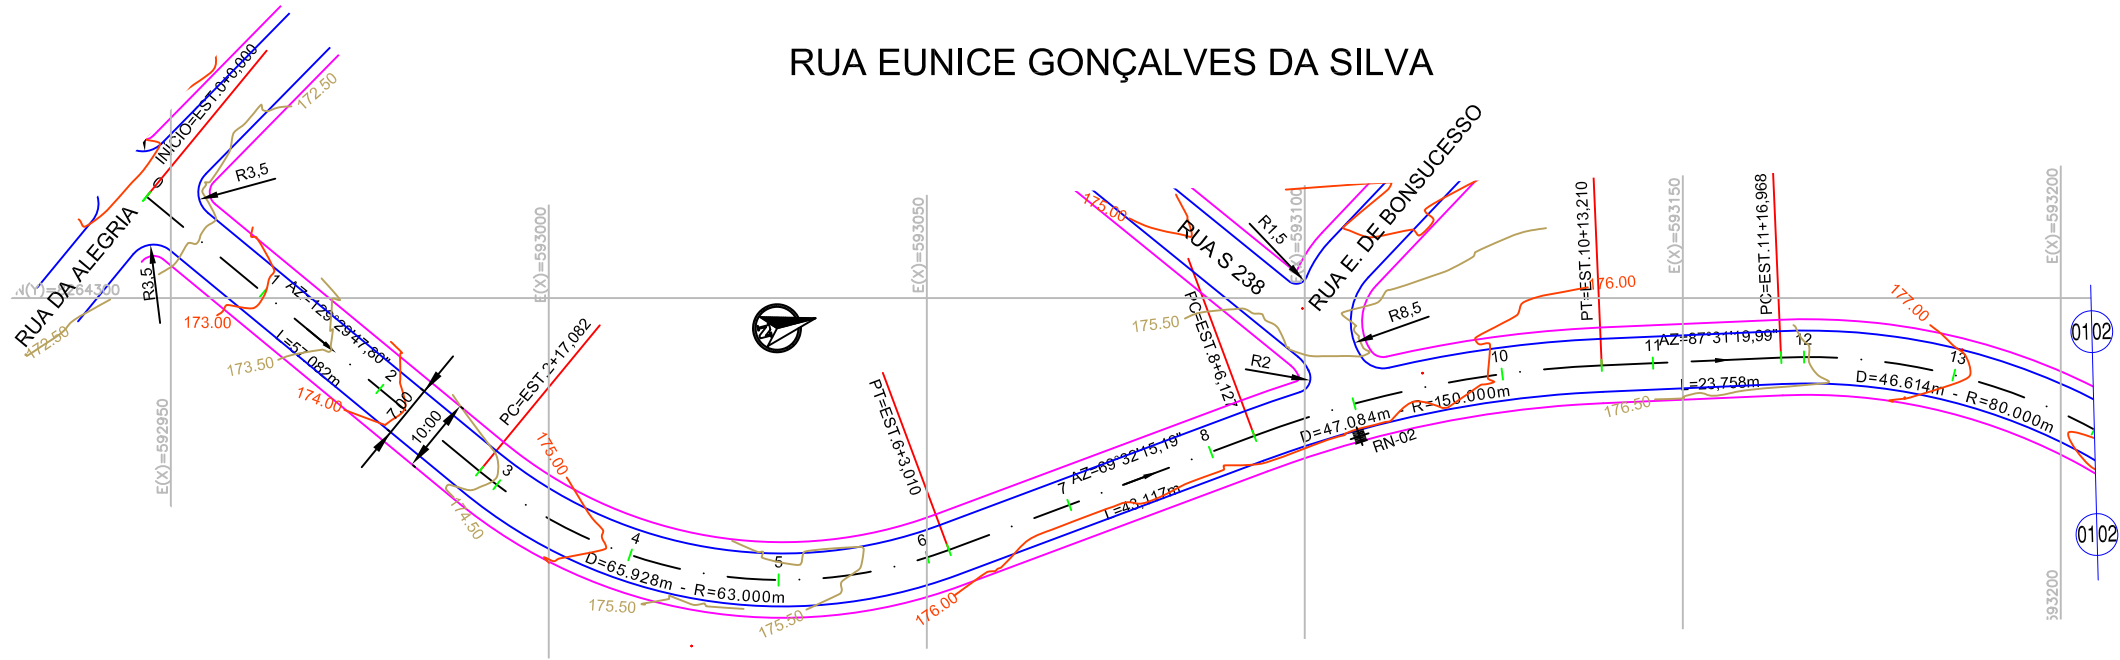 RUA EUNICE GONÇALVES DA SILVA
INICIO=EST.0+0,000
172.50
R3,5
0
RUA DA ALEGRIA
R3.5
172.50
173.00
1
AZ=129°29'47,80"
L=57.082m
173.50
174.00
2
7,00
10:00
PC=EST.2+17,082
3
174.50
175.00
E(X)=592950
E(X)=593000
E(X)=593050
E(X)=593100
E(X)=593150
E(X)=593200
N
4
5
D=65.928m - R=63.000m
175.50
175.50
6
PT=EST.6+3,010
176.00
7
AZ=69°32'15,19"
L=43,117m
8
PC=EST.8+6,127
175.00
175.50
RUA S 238
R1,5
RUA E. DE BONSUCESSO
R8,5
R2
D=47.084m - R=150.000m
RN-02
10
176.00
PT=EST.10+13,210
11
AZ=87°31'19,99"
L=23,758m
176.50
PC=EST.11+16,968
12
177.00
13
D=46.614m - R=80.000m
0102
0102
593200